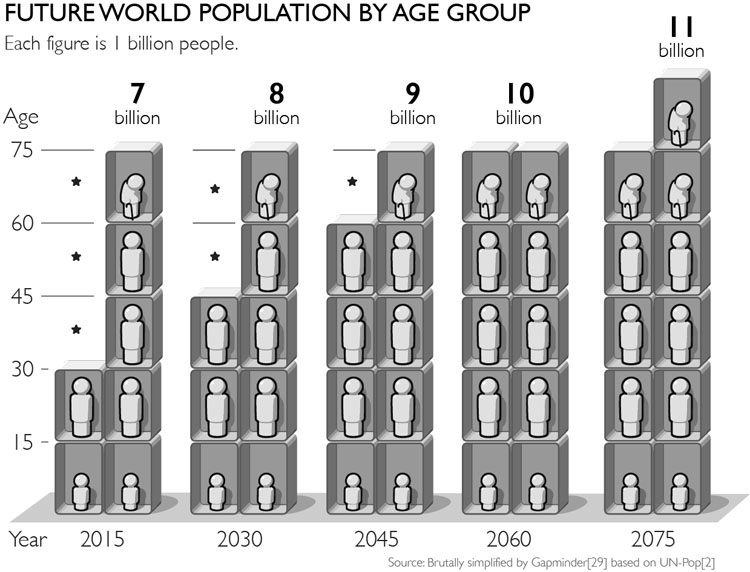 FUTURE WORLD POPULATION BY AGE GROUP
Each figure is 1 billion people.
11
billion
7
billion
8
billion
9
billion
10
billion
Age
75
60
45
30
15
Year 2015 2030 2045 2060 2075
Source: Brutally simplified by Gapminder[29] based on UN-Pop[2]